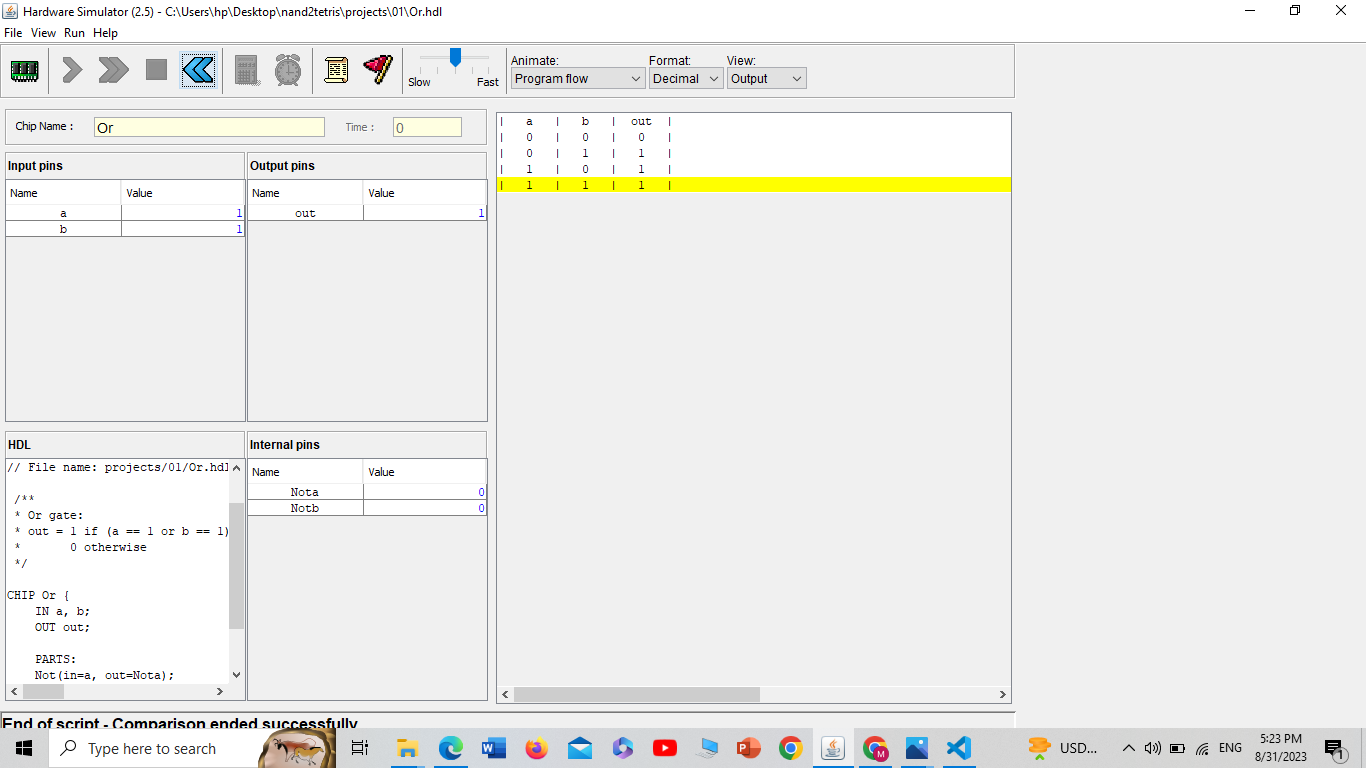 Hardware Simulator (2.5) - C:\Users\hp\Desktop\nand2tetris\projects\01\Or.hdl
File View Run Help
Slow Fast
Animate: Format: View:
Program flow Decimal Output
Chip Name : Or Time : 0
Input pins
Name Value
a 1
b 1
Output pins
Name Value
out 1
HDL
// File name: projects/01/Or.hdl
/**
* Or gate:
* out = 1 if (a == 1 or b == 1)
* 0 otherwise
*/
CHIP Or {
IN a, b;
OUT out;
PARTS:
Not(in=a, out=Nota);
Internal pins
Name Value
Nota 0
Notb 0
| a | b | out |
| 0 | 0 | 0 |
| 0 | 1 | 1 |
| 1 | 0 | 1 |
| 1 | 1 | 1 |
End of script - Comparison ended successfully
Type here to search
USD...
ENG
5:23 PM
8/31/2023
1